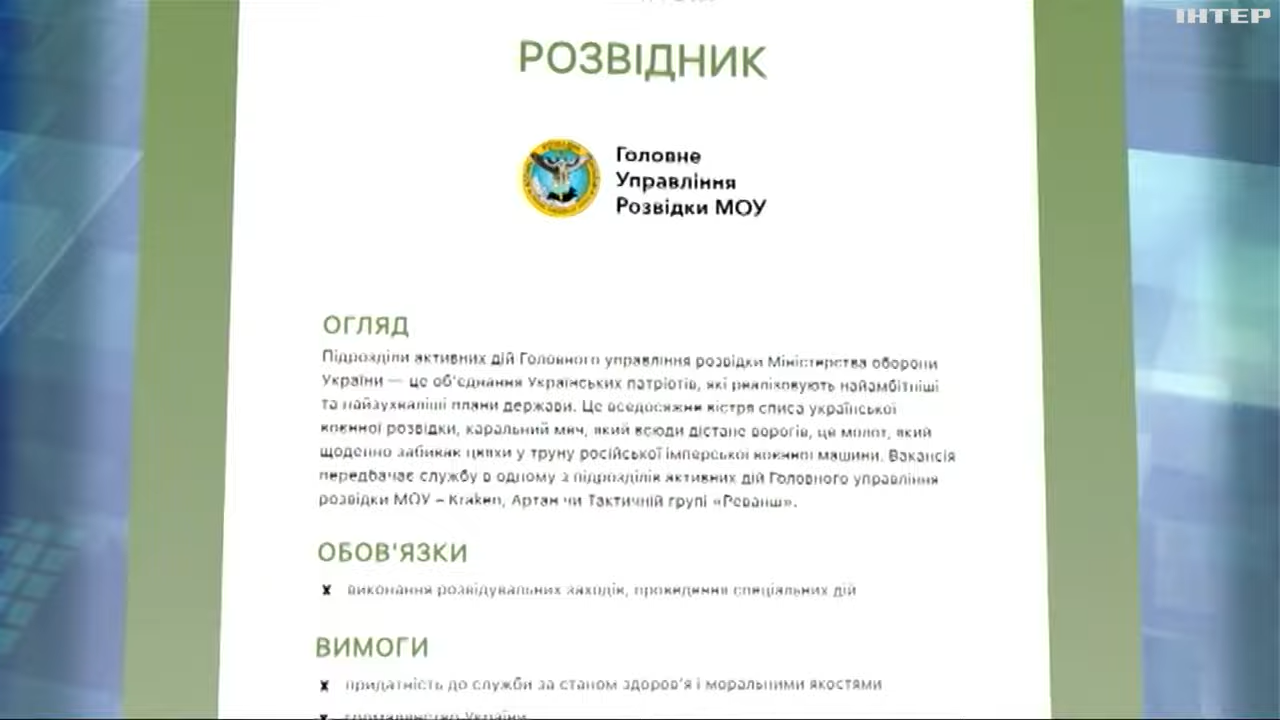 ІНТЕР
РОЗВІДНИК
Головне
Управління
Розвідки МОУ
ОГЛЯД
Підрозділи активних дій Головного управління розвідки Міністерства оборони
України — це об'єднання Українських патріотів, які реалізовують найамбітніші
та найзухваліші плани держави. Це вседосяжне вістря списа української
воєнної розвідки, каральний меч, який всюди дістане ворогів, це молот, який
щоденно забиває цвяхи у труну російської імперської воєнної машини. Вакансія
передбачає службу в одному з підрозділів активних дій Головного управління
розвідки МОУ – Kraken, Артан чи Тактичній групі «Реванш».
ОБОВ'ЯЗКИ
виконання розвідувальних заходів, проведення спеціальних дій
ВИМОГИ
придатність до служби за станом здоров'я і моральними якостями
громадянство України